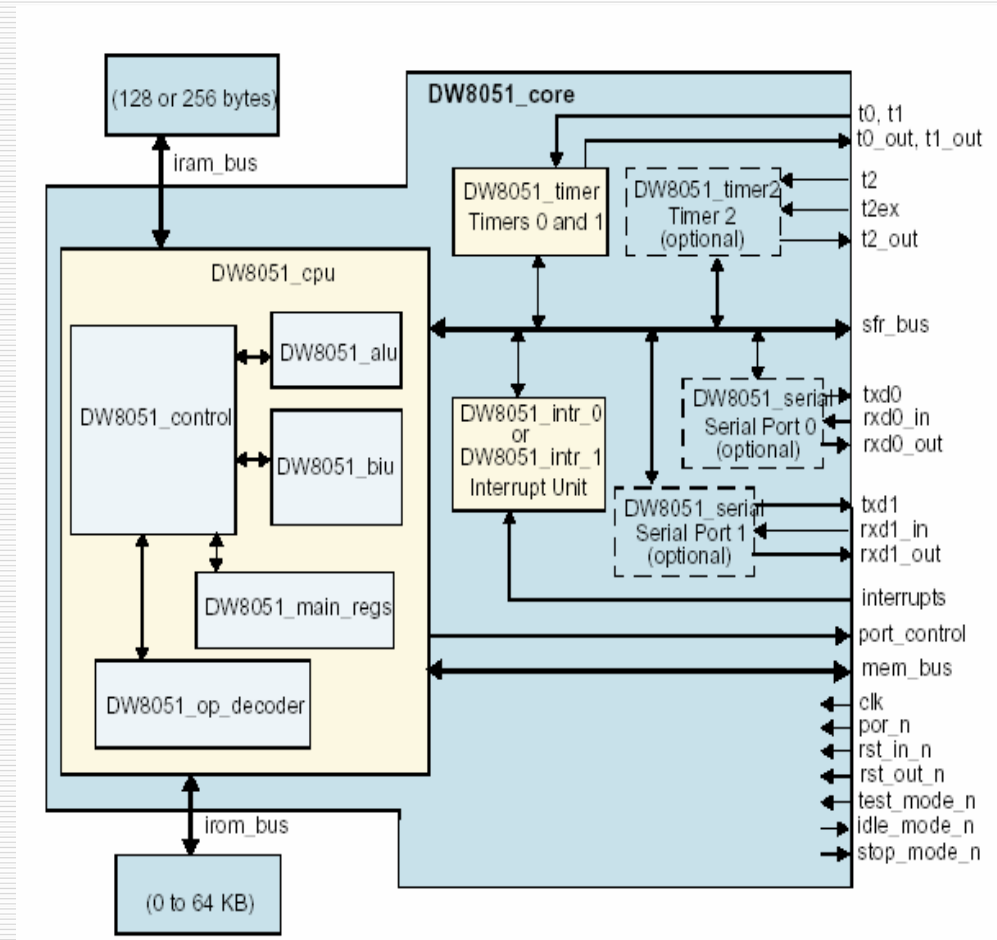 (128 or 256 bytes)
iram_bus
DW8051_core
t0, t1
t0_out, t1_out
DW8051_timer
Timers 0 and 1
DW8051_timer2
Timer 2
(optional)
t2
t2ex
t2_out
DW8051_cpu
DW8051_control
DW8051_alu
DW8051_biu
DW8051_main_regs
DW8051_op_decoder
sfr_bus
DW8051_intr_0
or
DW8051_intr_1
Interrupt Unit
DW8051_serial
Serial Port 0
(optional)
txd0
rxd0_in
rxd0_out
DW8051_serial
Serial Port 1
(optional)
txd1
rxd1_in
rxd1_out
interrupts
port_control
mem_bus
clk
por_n
rst_in_n
rst_out_n
test_mode_n
idle_mode_n
stop_mode_n
irom_bus
(0 to 64 KB)